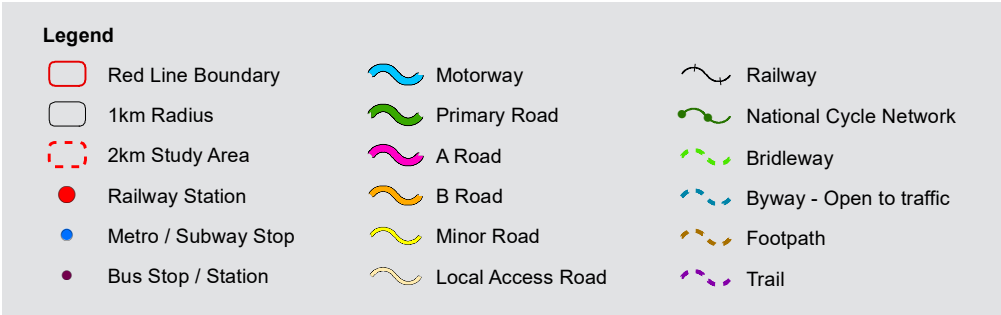 Legend
Red Line Boundary
1km Radius
2km Study Area
Railway Station
Metro / Subway Stop
Bus Stop / Station
Motorway
Primary Road
A Road
B Road
Minor Road
Local Access Road
Railway
National Cycle Network
Bridleway
Byway - Open to traffic
Footpath
Trail